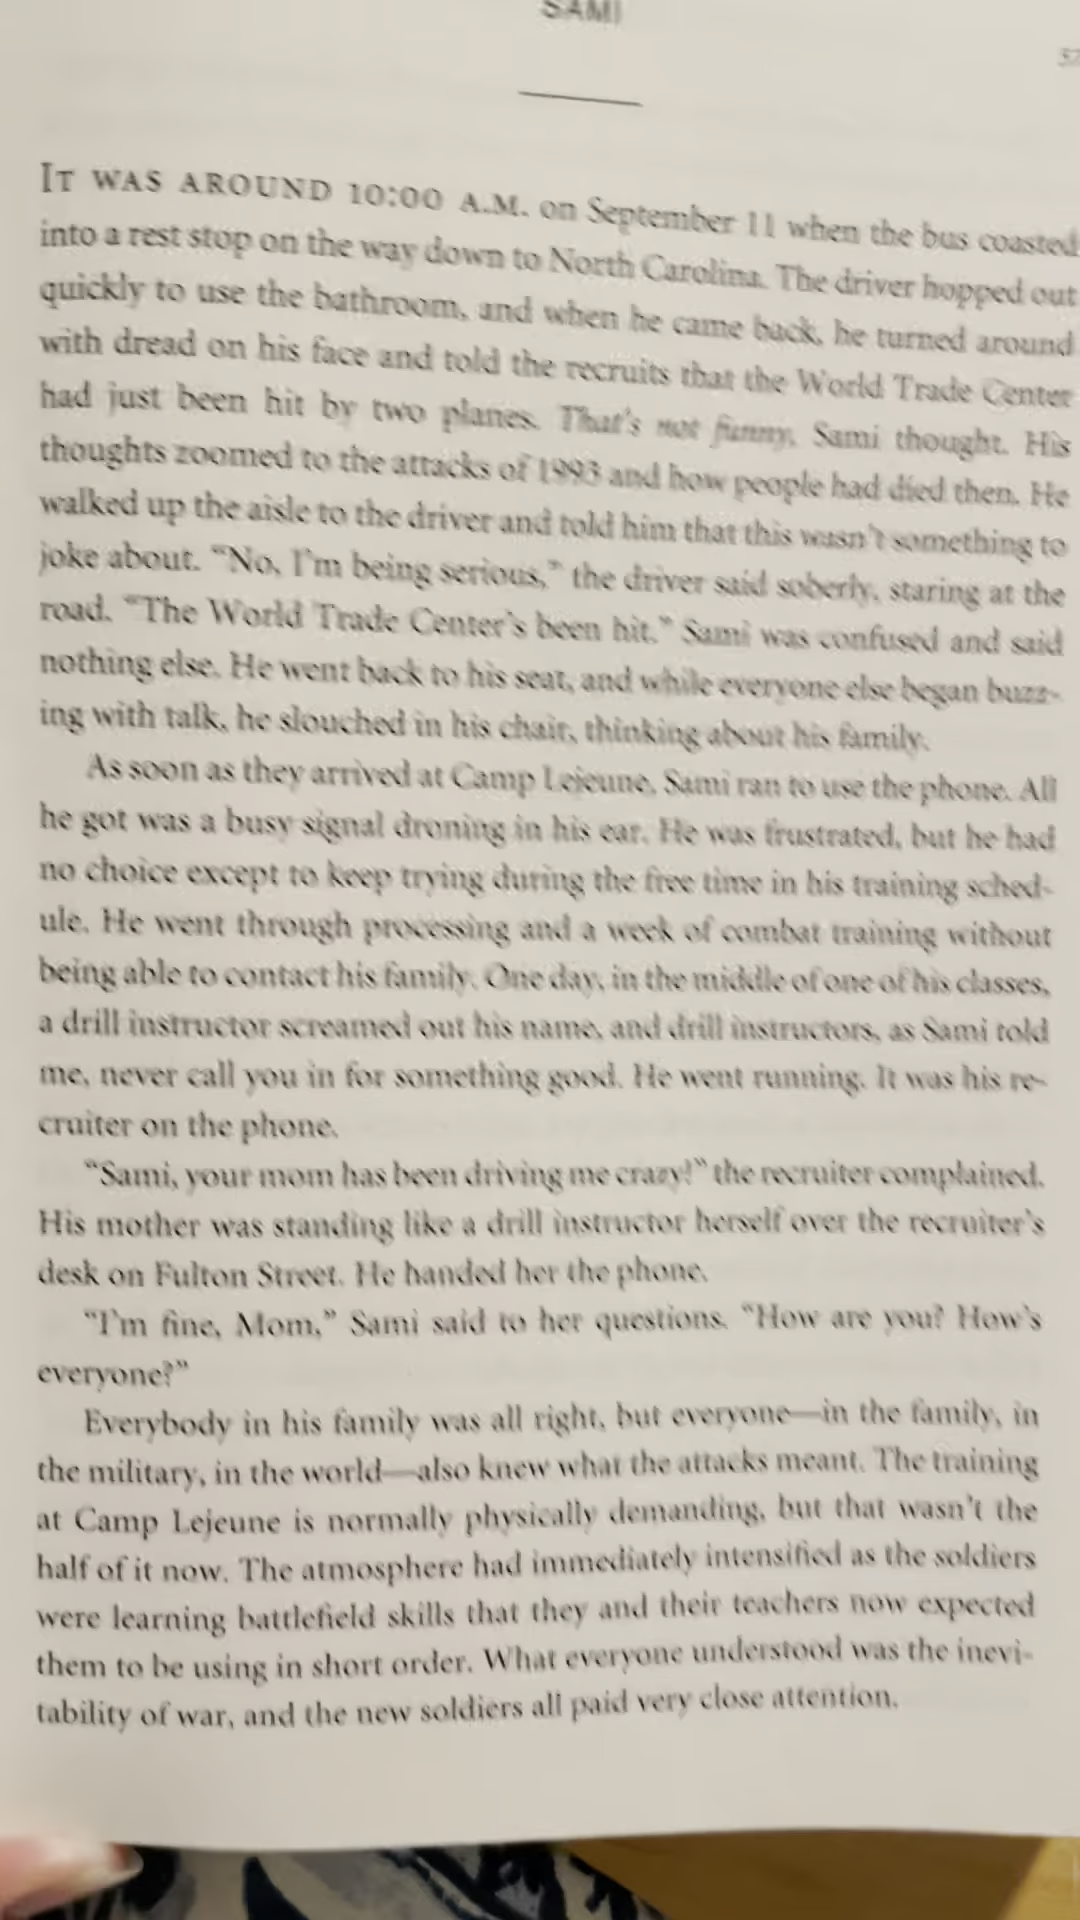 SAMI
57
IT WAS AROUND 10:00 A.M. on September 11 when the bus coasted
into a rest stop on the way down to North Carolina. The driver hopped out
quickly to use the bathroom, and when he came back, he turned around
with dread on his face and told the recruits that the World Trade Center
had just been hit by two planes. That's not funny, Sami thought. His
thoughts zoomed to the attacks of 1993 and how people had died then. He
walked up the aisle to the driver and told him that this wasn't something to
joke about. “No, I'm being serious,” the driver said soberly, staring at the
road. “The World Trade Center's been hit.” Sami was confused and said
nothing else. He went back to his seat, and while everyone else began buzz-
ing with talk, he slouched in his chair, thinking about his family.
As soon as they arrived at Camp Lejeune, Sami ran to use the phone. All
he got was a busy signal droning in his ear. He was frustrated, but he had
no choice except to keep trying during the free time in his training sched-
ule. He went through processing and a week of combat training without
being able to contact his family. One day, in the middle of one of his classes,
a drill instructor screamed out his name, and drill instructors, as Sami told
me, never call you in for something good. He went running. It was his re-
cruiter on the phone.
“Sami, your mom has been driving me crazy!” the recruiter complained.
His mother was standing like a drill instructor herself over the recruiter's
desk on Fulton Street. He handed her the phone.
“I'm fine, Mom,” Sami said to her questions. “How are you? How's
everyone?”
Everybody in his family was all right, but everyone—in the family, in
the military, in the world—also knew what the attacks meant. The training
at Camp Lejeune is normally physically demanding, but that wasn't the
half of it now. The atmosphere had immediately intensified as the soldiers
were learning battlefield skills that they and their teachers now expected
them to be using in short order. What everyone understood was the inevi-
tability of war, and the new soldiers all paid very close attention.